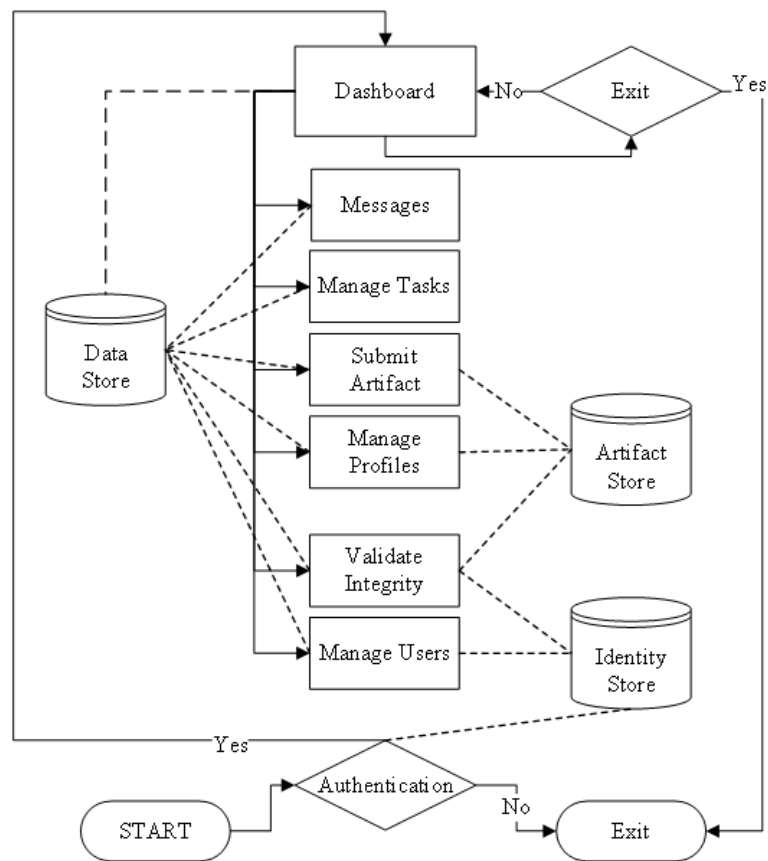 Dashboard
No
Exit
Yes
Messages
Manage Tasks
Data
Store
Submit
Artifact
Manage
Profiles
Artifact
Store
Validate
Integrity
Manage Users
Identity
Store
Yes
Authentication
No
START
Exit